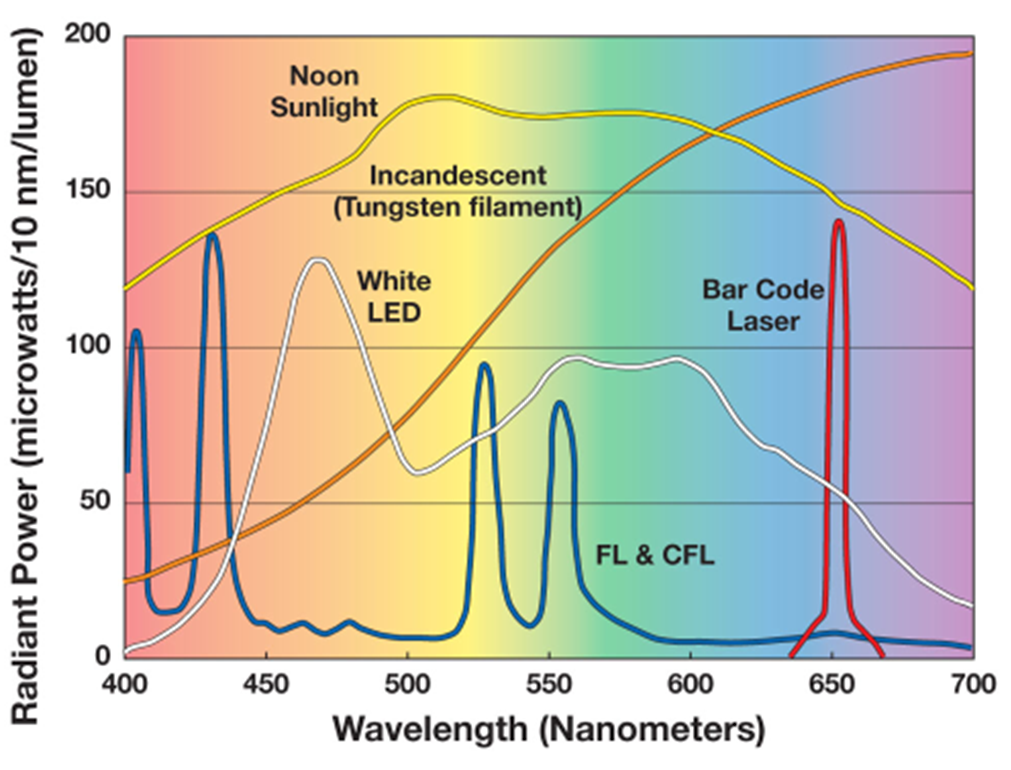 Radiant Power (microwatts/10 nm/lumen)
200
150
100
50
0
Noon
Sunlight
Incandescent
(Tungsten filament)
White
LED
Bar Code
Laser
FL & CFL
400 450 500 550 600 650 700
Wavelength (Nanometers)